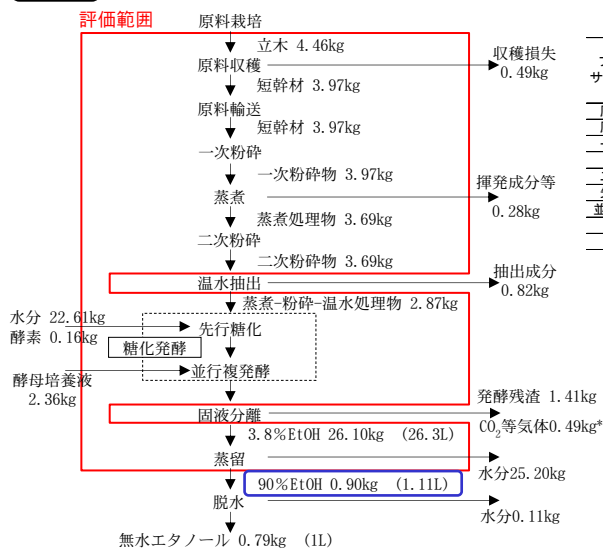 評価範囲
原料栽培
立木 4.46kg
原料収穫
収穫損失
0.49kg
短幹材 3.97kg
原料輸送
短幹材 3.97kg
一次粉砕
一次粉砕物 3.97kg
蒸煮
揮発成分等
0.28kg
蒸煮処理物 3.69kg
二次粉砕
二次粉砕物 3.69kg
温水抽出
抽出成分
0.82kg
蒸煮-粉砕-温水処理物 2.87kg
水分 22.61kg
酵素 0.16kg
先行糖化
糖化発酵
並行複発酵
酵母培養液
2.36kg
発酵残渣 1.41kg
固液分離
CO2等気体0.49kg*
3.8%EtOH 26.10kg (26.3L)
蒸留
水分25.20kg
90%EtOH 0.90kg (1.11L)
脱水
水分0.11kg
無水エタノール 0.79kg (1L)
サ
並